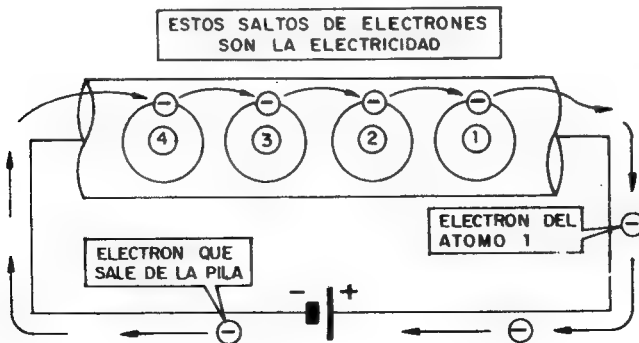 ESTOS SALTOS DE ELECTRONES
SON LA ELECTRICIDAD
4 3 2 1
ELECTRON DEL
ATOMO 1
ELECTRON QUE
SALE DE LA PILA
- +